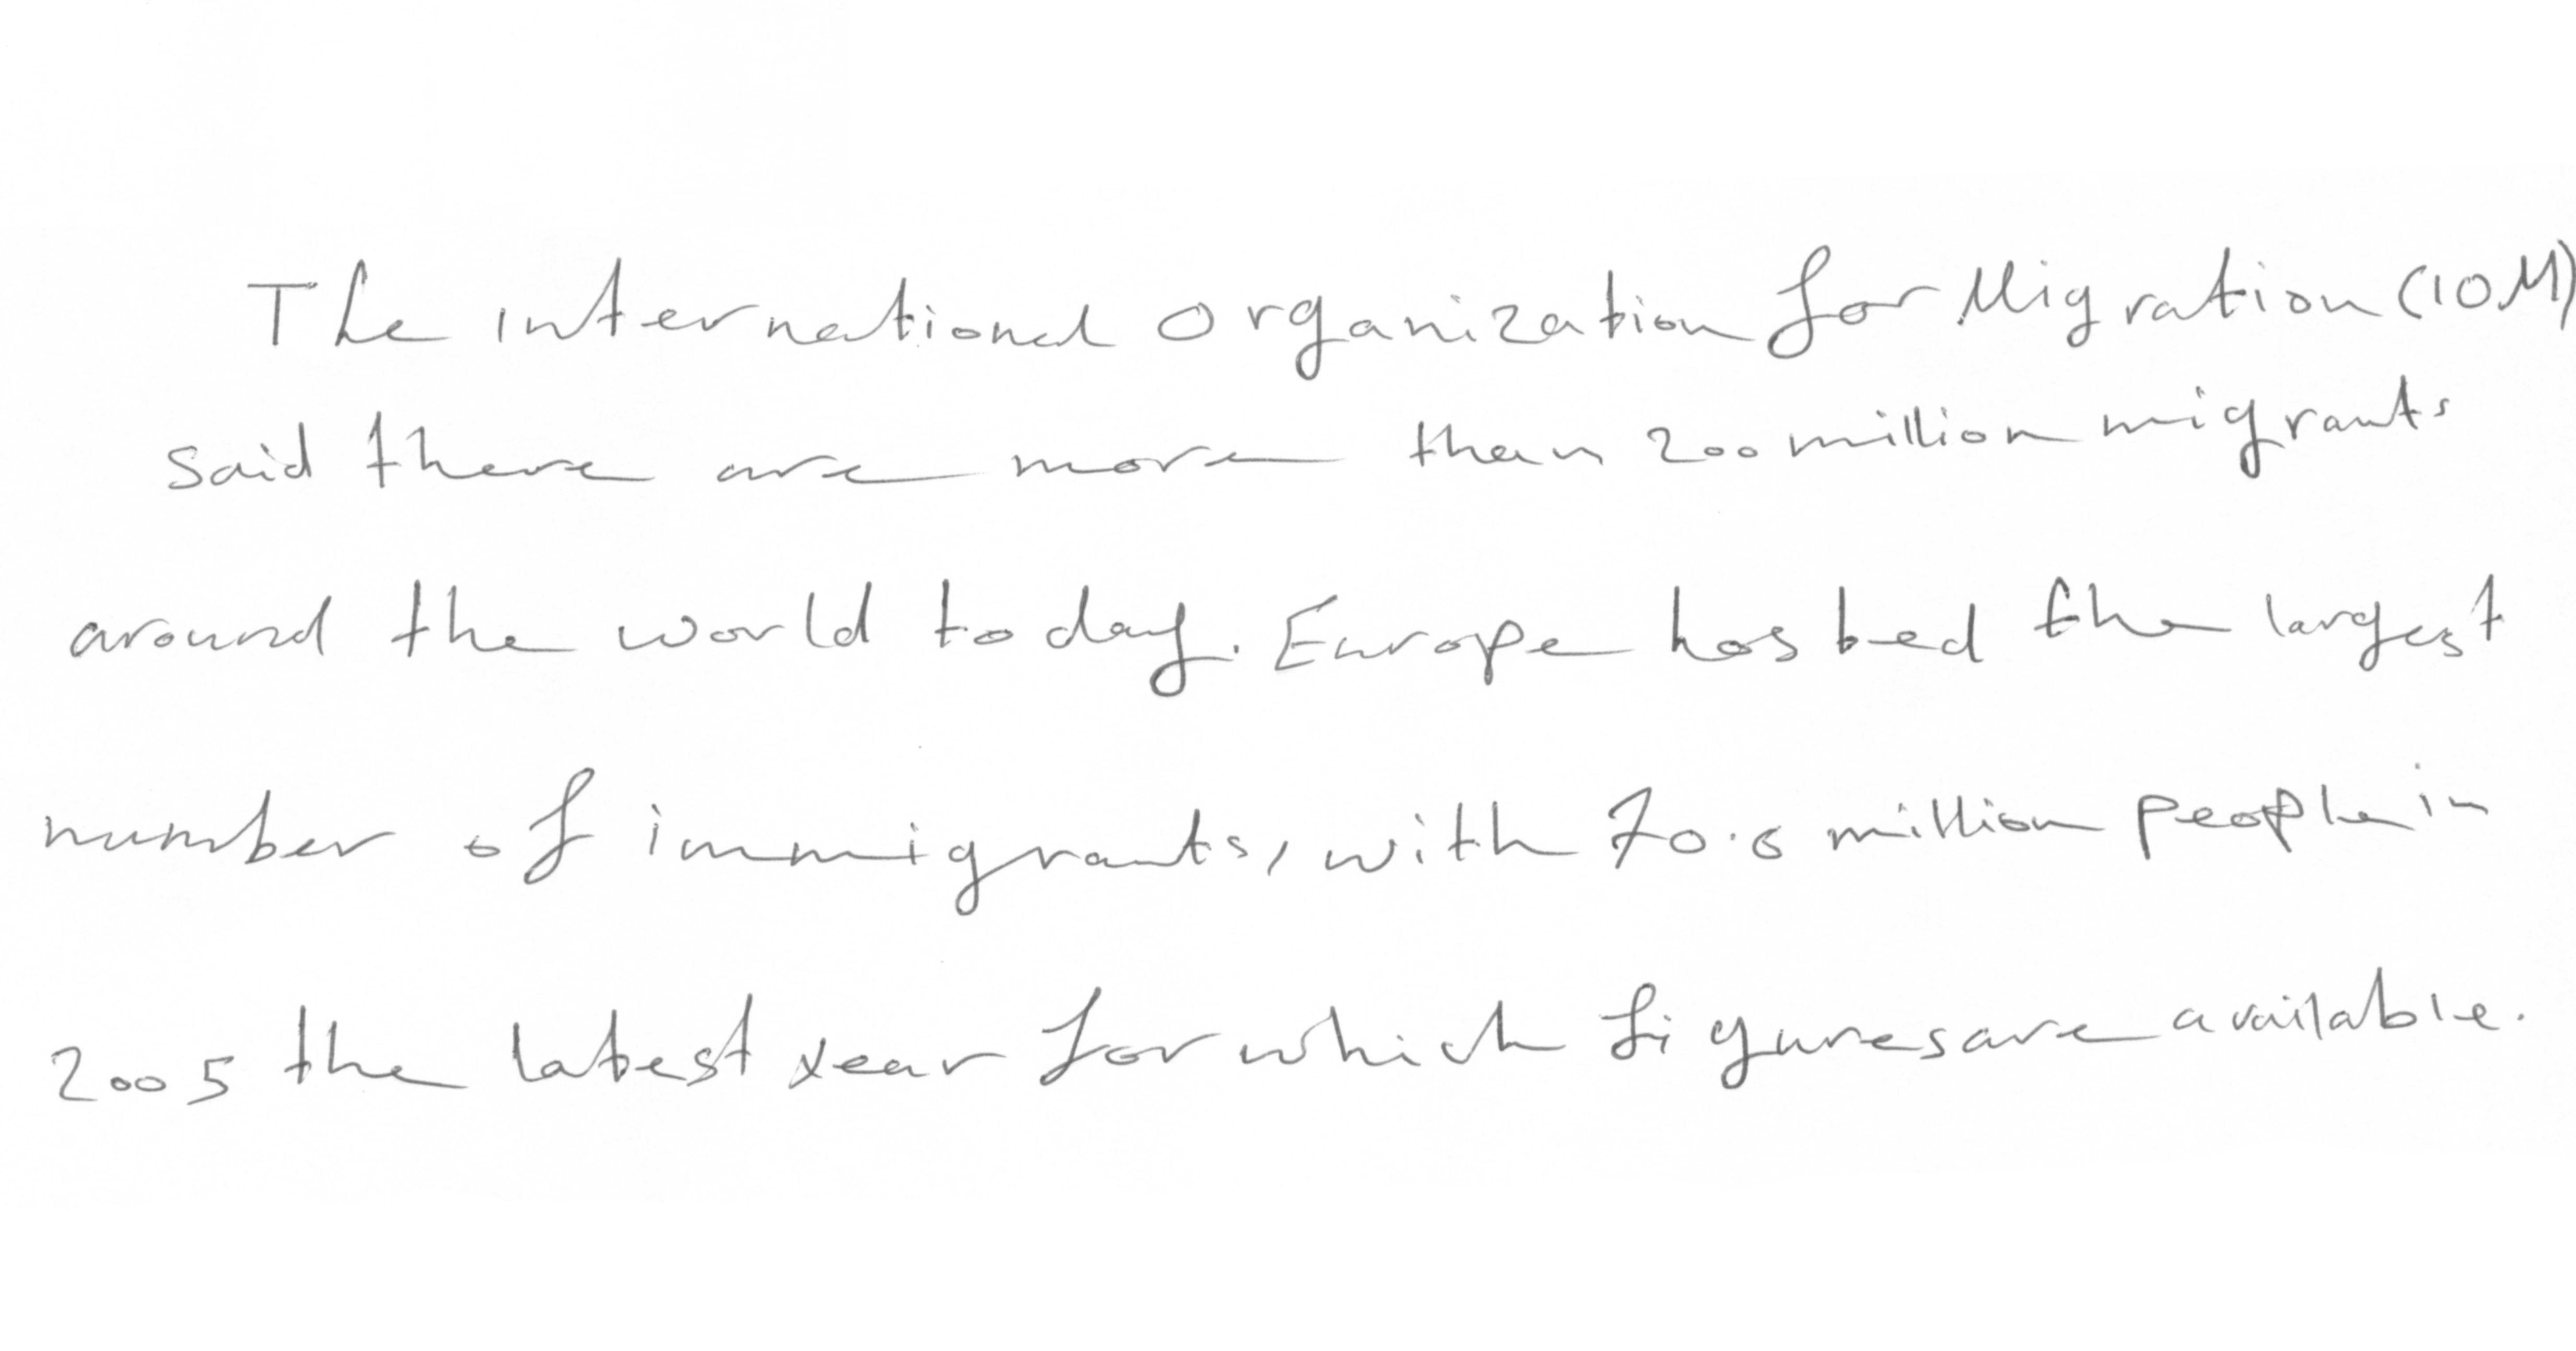 The international organization for Migration (IOM)
said there are more than 200 million migrants
around the world today. Europe has had the largest
number of immigrants, with 70.6 million people in
2005 the latest year for which figures are available.